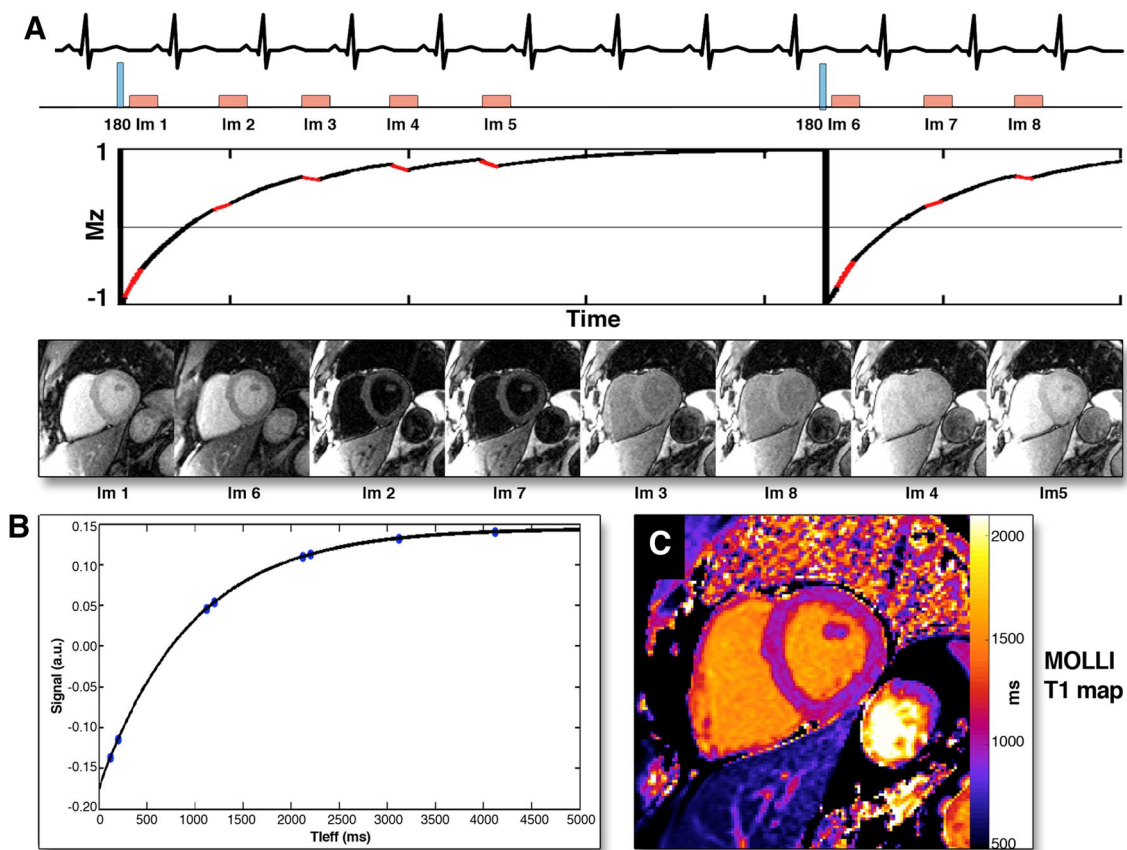 A
180 Im 1 Im 2 Im 3 Im 4 Im 5 180 Im 6 Im 7 Im 8
1
Mz
-1
Time
Im 1 Im 6 Im 2 Im 7 Im 3 Im 8 Im 4 Im5
B
0.15
0.10
0.05
0.00
-0.05
-0.10
-0.15
-0.20
Signal (a.u.)
0 500 1000 1500 2000 2500 3000 3500 4000 4500 5000
TIeff (ms)
C
2000
1500
ms
1000
500
MOLLI
T1 map